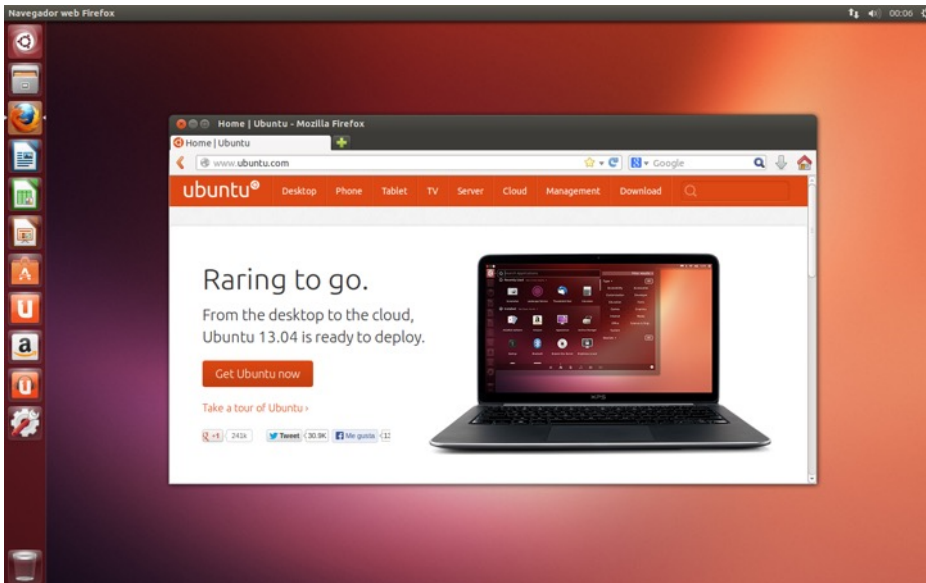 Navegador web Firefox
00:06
Home | Ubuntu - Mozilla Firefox
Home | Ubuntu
www.ubuntu.com
Google
ubuntu
Desktop Phone Tablet TV Server Cloud Management Download
Raring to go.
From the desktop to the cloud,
Ubuntu 13.04 is ready to deploy.
Get Ubuntu now
Take a tour of Ubuntu ›
+1 241k Tweet 30.9K Me gusta
XPS